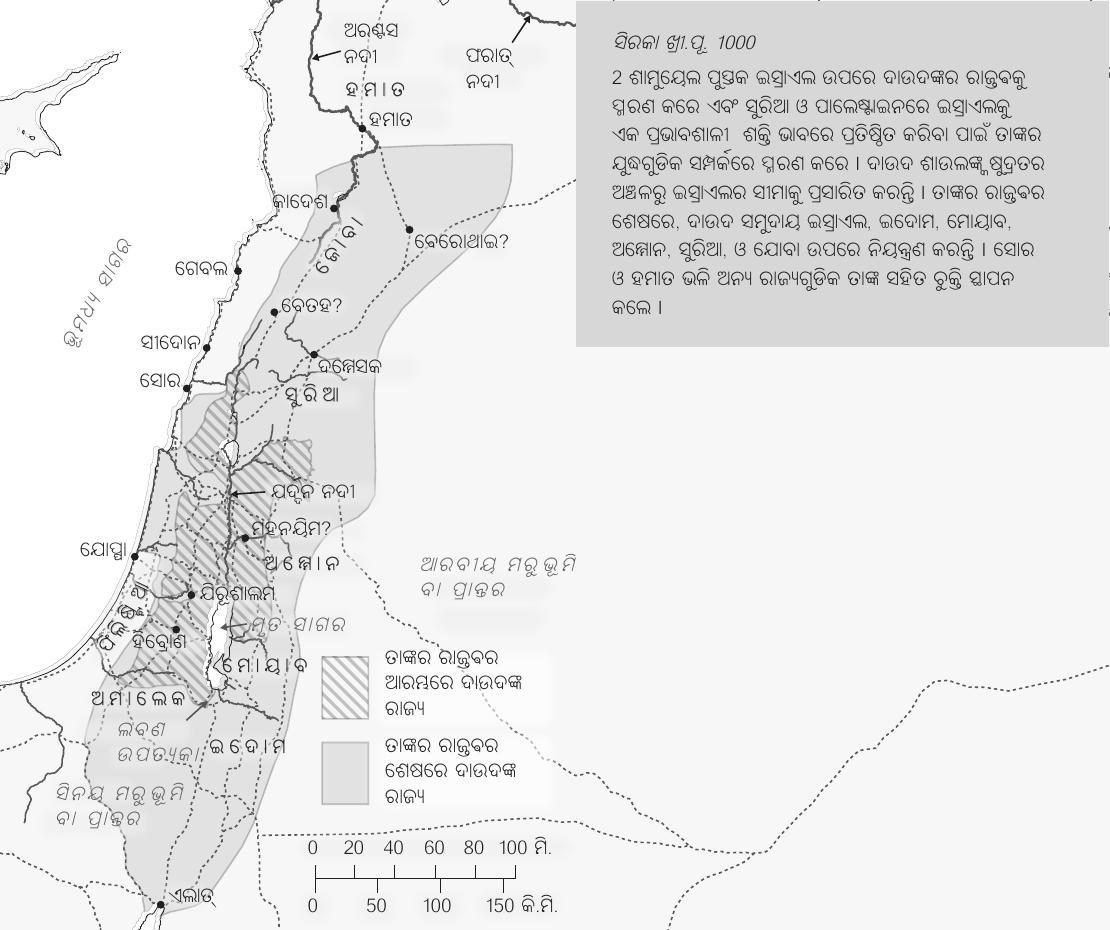 ଅରଣ୍ଟସ
ନଦୀ
ଫରାତ୍
ନଦୀ
ହମାତ
ହମାତ
କାଦେଶ
ଜୋବା
ବେରୋଥାଇ?
ଗେବଲ
ଭୂମଧ୍ୟ ସାଗର
ବେତହ?
ସୀଦୋନ
ଦମ୍ମେସକ
ସୋର
ସୁରିଆ
ଯର୍ଦ୍ଦନ ନଦୀ
ମହନୟିମ?
ଯୋପ୍ପା
ଅମ୍ମୋନ
ଆରବୀୟ ମରୁଭୂମି
ବା ପ୍ରାନ୍ତର
ଯିରୁଶାଲମ
ମୃତ ସାଗର
ହିବ୍ରୋଣ
ମୋୟାବ
ଅମାଲେକ
ଲବଣ
ଉପତ୍ୟକା
ଇଦୋମ
ସିନୟ ମରୁଭୂମି
ବା ପ୍ରାନ୍ତର
ଏଲାତ୍
ସିରକା ଖ୍ରୀ.ପୂ. 1000
2 ଶାମୁୟେଲ ପୁସ୍ତକ ଇସ୍ରାଏଲ ଉପରେ ଦାଉଦଙ୍କର ରାଜତ୍ଵକୁ
ସ୍ମରଣ କରେ ଏବଂ ସୁରିଆ ଓ ପାଲେଷ୍ଟାଇନରେ ଇସ୍ରାଏଲକୁ
ଏକ ପ୍ରଭାବଶାଳୀ ଶକ୍ତି ଭାବରେ ପ୍ରତିଷ୍ଠିତ କରିବା ପାଇଁ ତାଙ୍କର
ଯୁଦ୍ଧଗୁଡିକ ସମ୍ପର୍କରେ ସ୍ମରଣ କରେ । ଦାଉଦ ଶାଉଲଙ୍କ କ୍ଷୁଦ୍ରତର
ଅଞ୍ଚଳରୁ ଇସ୍ରାଏଲର ସୀମାକୁ ପ୍ରସାରିତ କରନ୍ତି । ତାଙ୍କର ରାଜତ୍ଵର
ଶେଷରେ, ଦାଉଦ ସମୁଦାୟ ଇସ୍ରାଏଲ, ଇଦୋମ, ମୋୟାବ,
ଅମ୍ମୋନ, ସୁରିଆ, ଓ ଯୋବା ଉପରେ ନିୟନ୍ତ୍ରଣ କରନ୍ତି । ସୋର
ଓ ହମାତ ଭଳି ଅନ୍ୟ ରାଜ୍ୟଗୁଡିକ ତାଙ୍କ ସହିତ ଚୁକ୍ତି ସ୍ଥାପନ
କଲେ ।
ତାଙ୍କର ରାଜତ୍ଵର
ଆରମ୍ଭରେ ଦାଉଦଙ୍କ
ରାଜ୍ୟ
ତାଙ୍କର ରାଜତ୍ଵର
ଶେଷରେ ଦାଉଦଙ୍କ
ରାଜ୍ୟ
0 20 40 60 80 100 ମି.
0 50 100 150 କି.ମି.